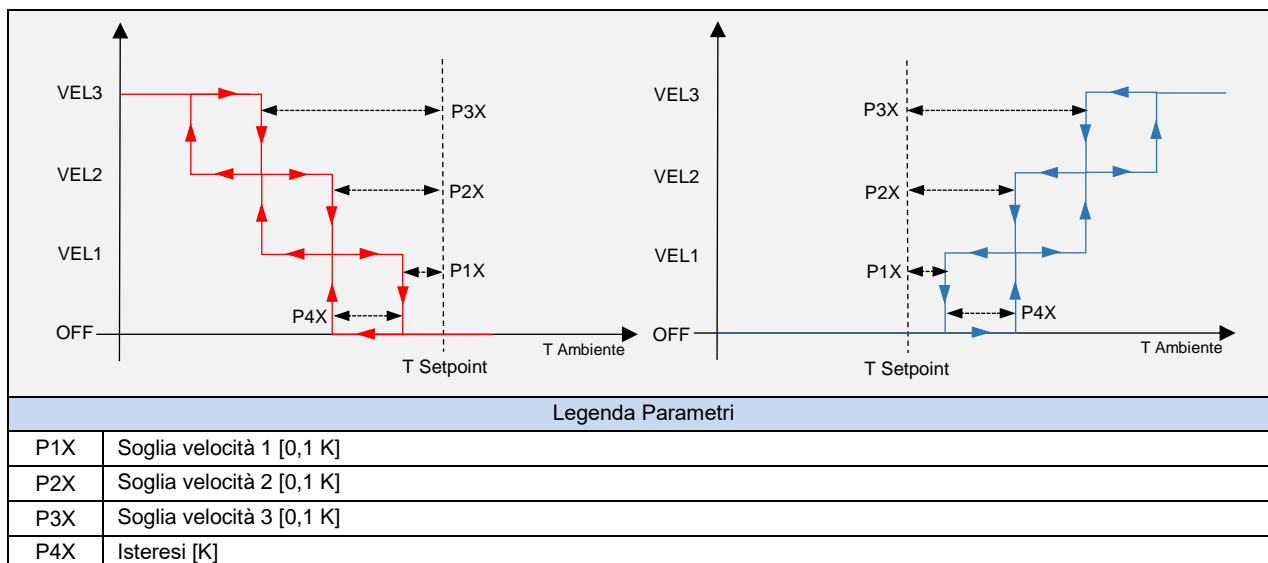 VEL3
P3X
VEL2
P2X
VEL1
P1X
P4X
OFF
T Ambiente
T Setpoint
VEL3
P3X
VEL2
P2X
VEL1
P1X
P4X
OFF
T Ambiente
T Setpoint
Legenda Parametri
P1X Soglia velocità 1 [0,1 K]
P2X Soglia velocità 2 [0,1 K]
P3X Soglia velocità 3 [0,1 K]
P4X Isteresi [K]